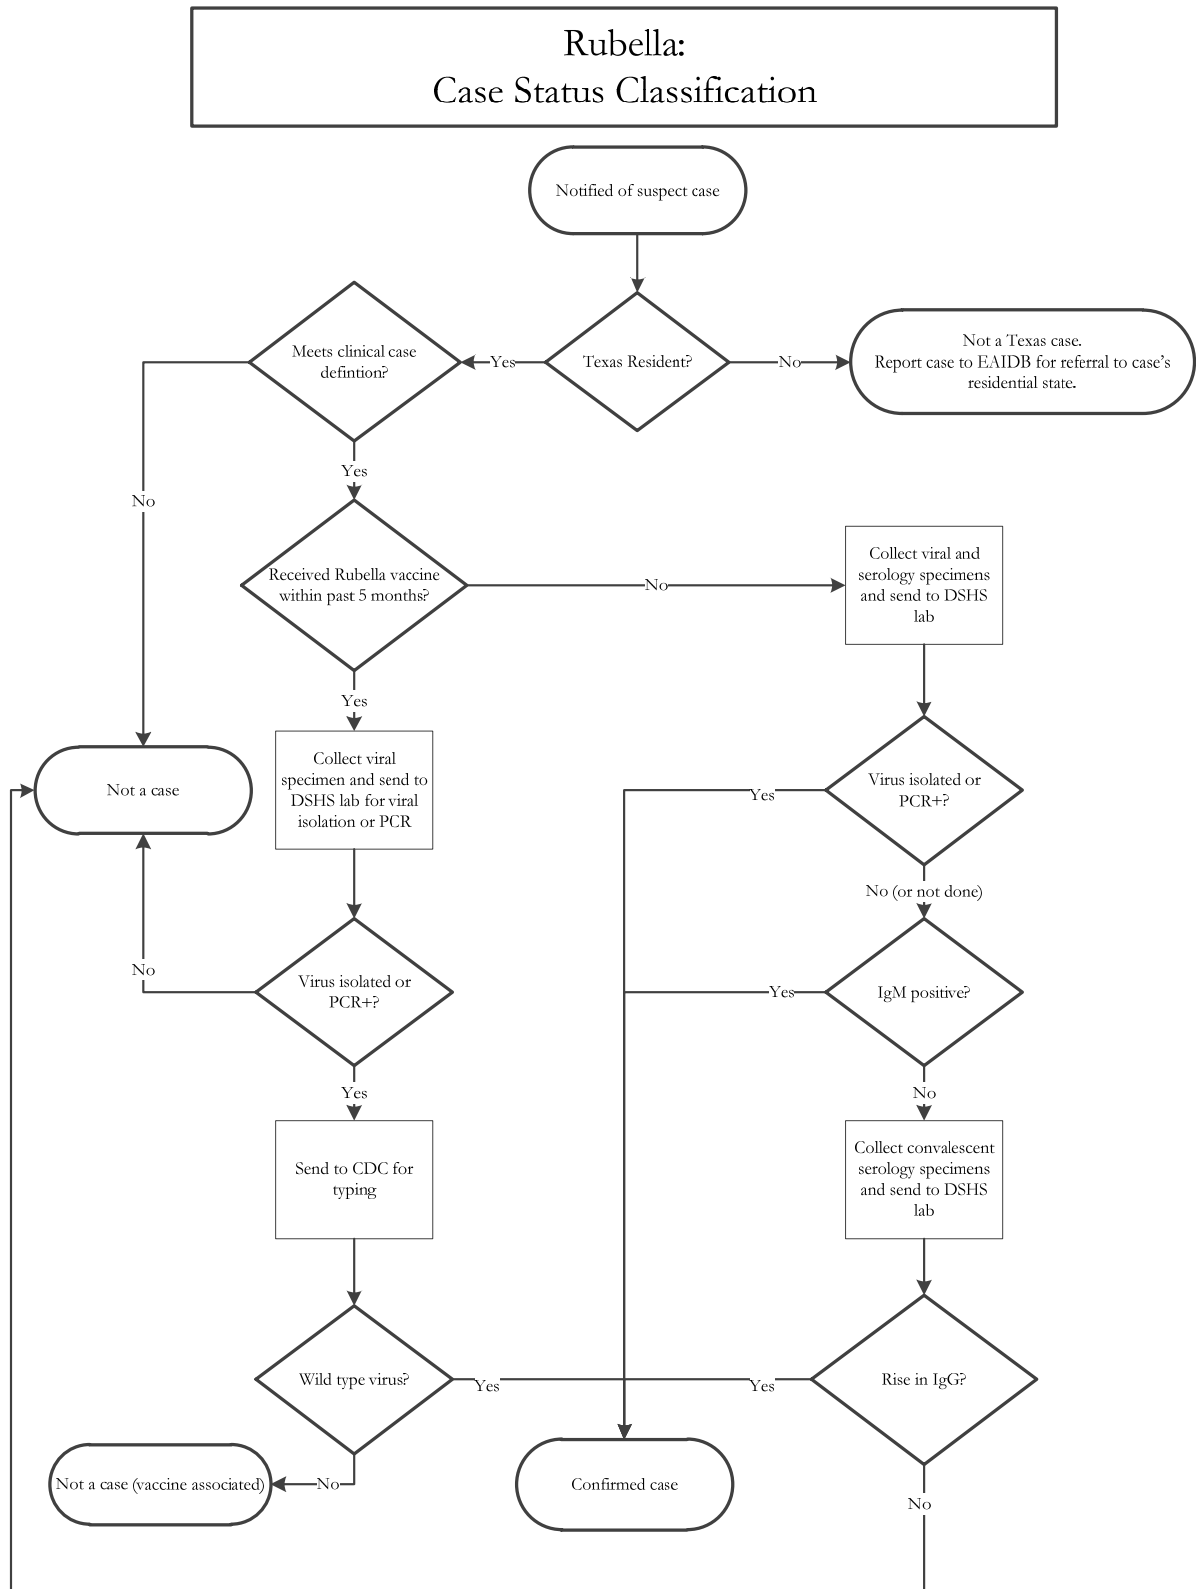 Rubella:
Case Status Classification
Notified of suspect case
Meets clinical case
defintion?
Yes
Texas Resident?
No
Not a Texas case.
Report case to EAIDB for referral to case's
residential state.
Yes
No
Received Rubella vaccine
within past 5 months?
No
Collect viral and
serology specimens
and send to DSHS
lab
Yes
Collect viral
specimen and send to
DSHS lab for viral
isolation or PCR
Not a case
Yes
Virus isolated or
PCR+?
No (or not done)
No
Virus isolated or
PCR+?
Yes
IgM positive?
Yes
No
Send to CDC for
typing
Collect convalescent
serology specimens
and send to DSHS
lab
Wild type virus?
Yes
Yes
Rise in IgG?
Not a case (vaccine associated)
No
Confirmed case
No